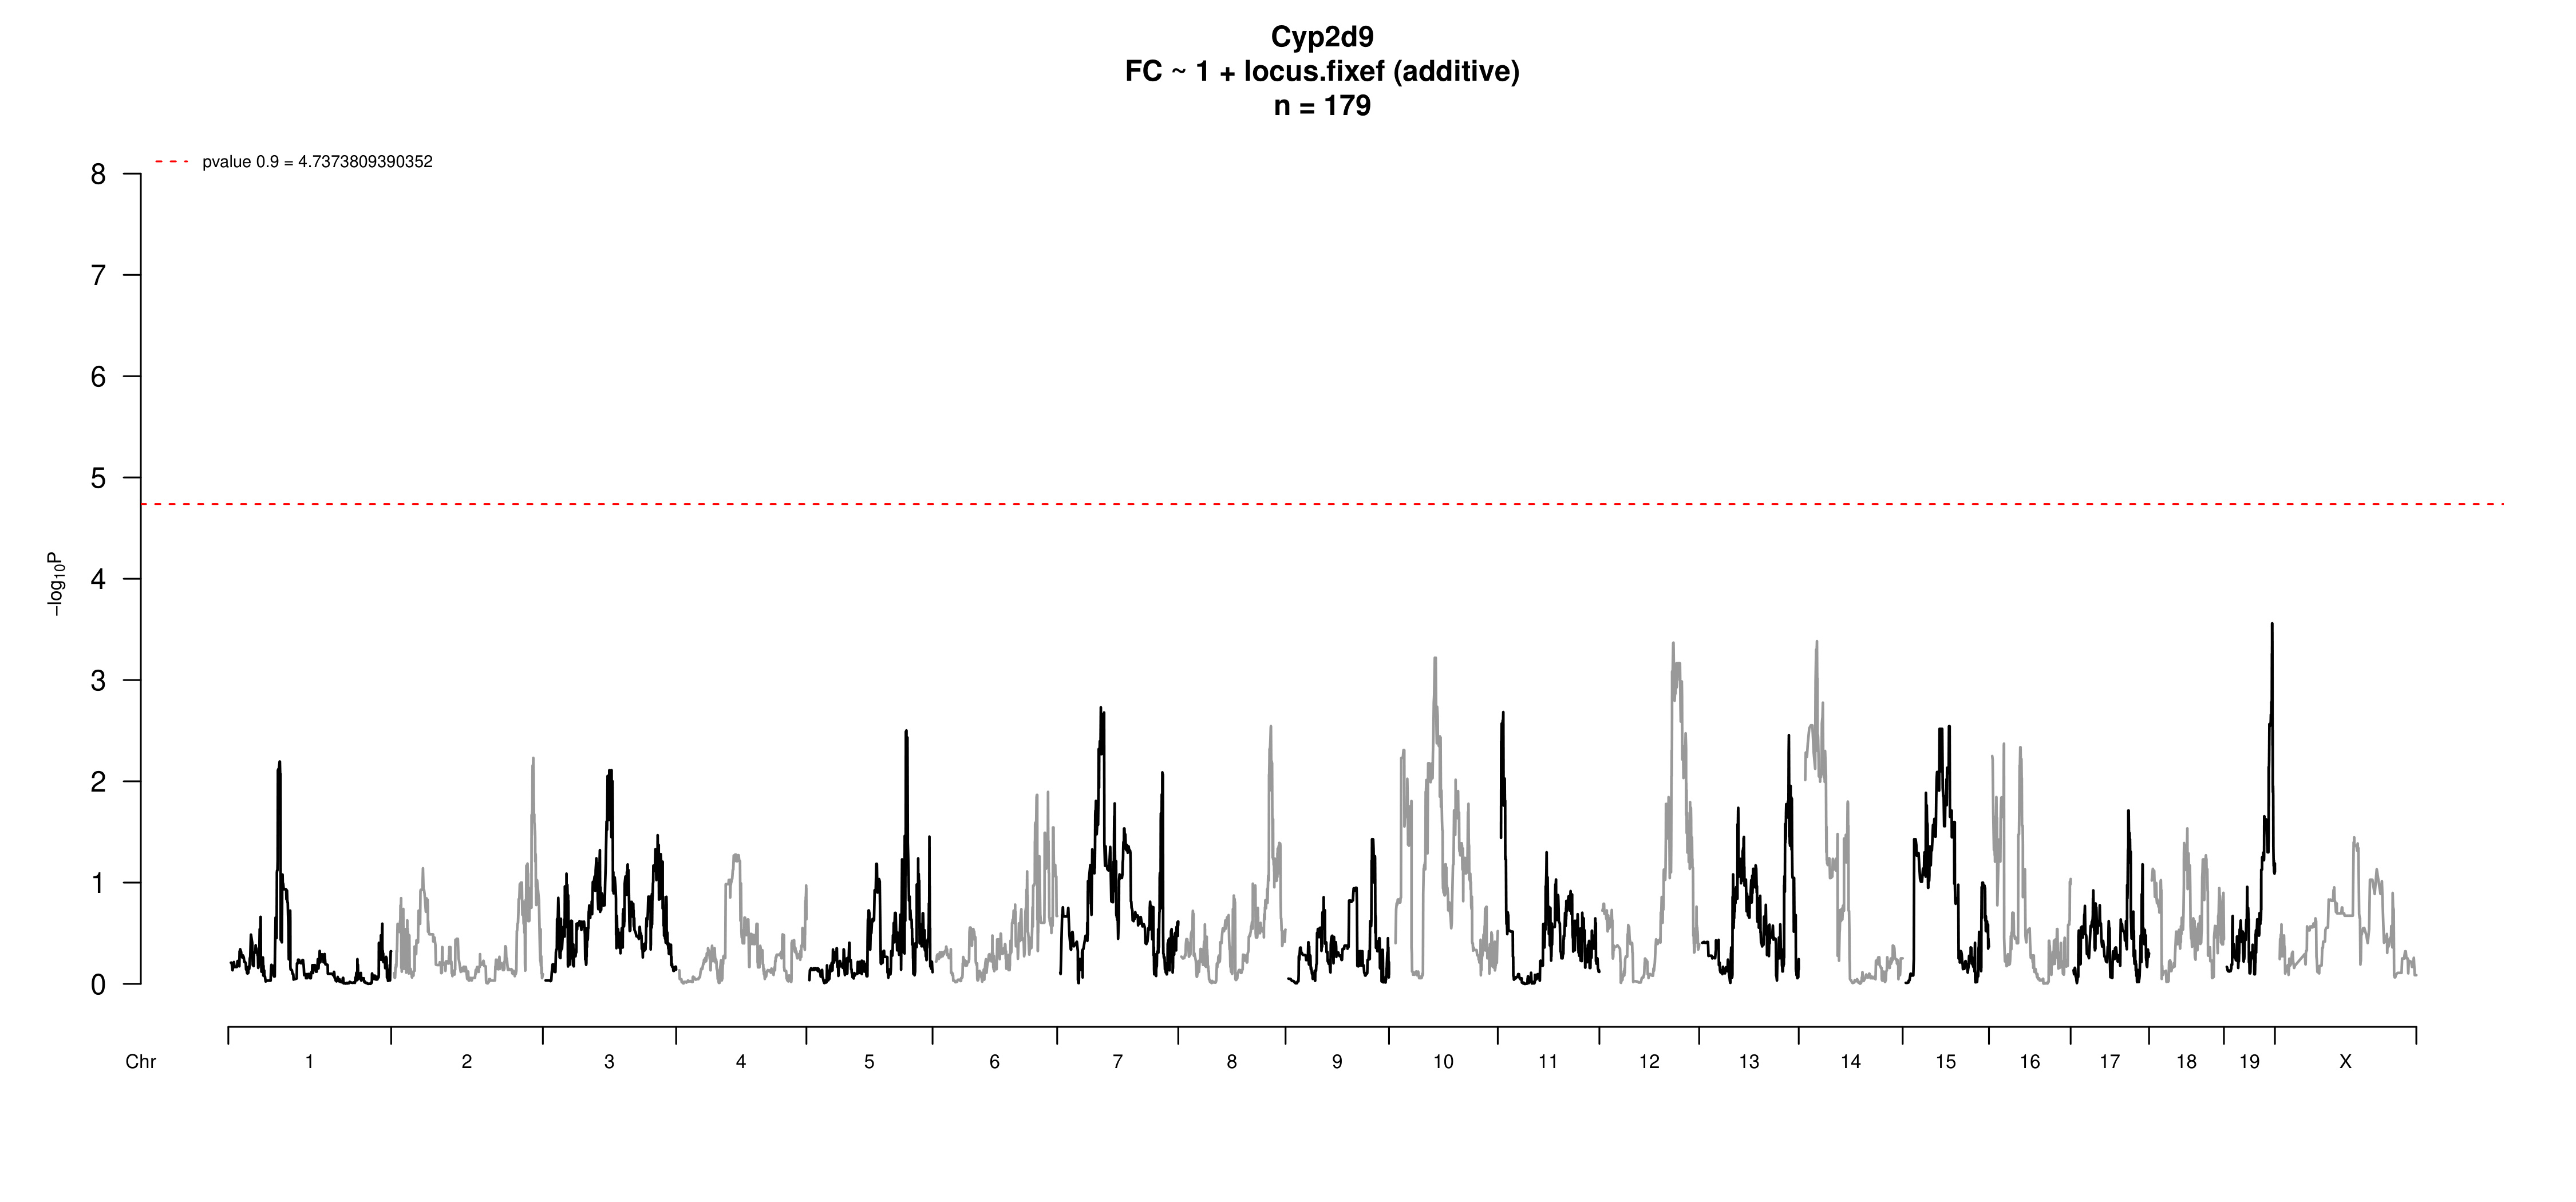 Cyp2d9
FC ~ 1 + locus.fixef (additive)
n = 179
pvalue 0.9 = 4.7373809390352
8
7
6
5
4
3
2
1
0
−log10P
Chr 1 2 3 4 5 6 7 8 9 10 11 12 13 14 15 16 17 18 19 X